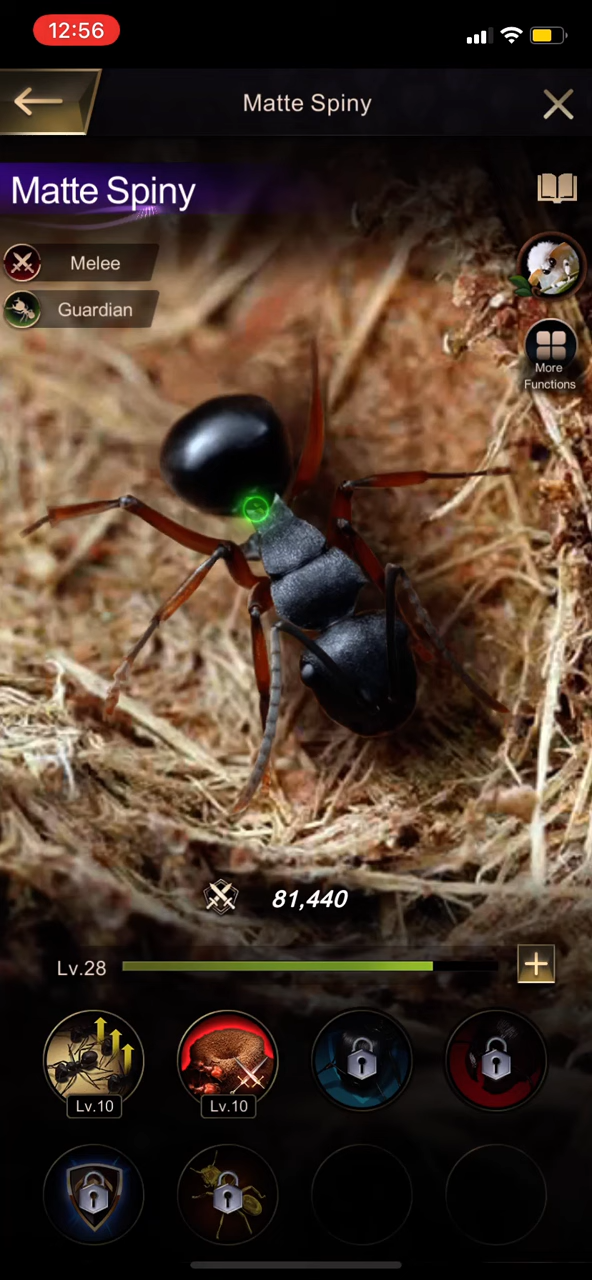 12:56
Matte Spiny
Matte Spiny
Melee
Guardian
More
Functions
81,440
Lv.28
Lv.10
Lv.10